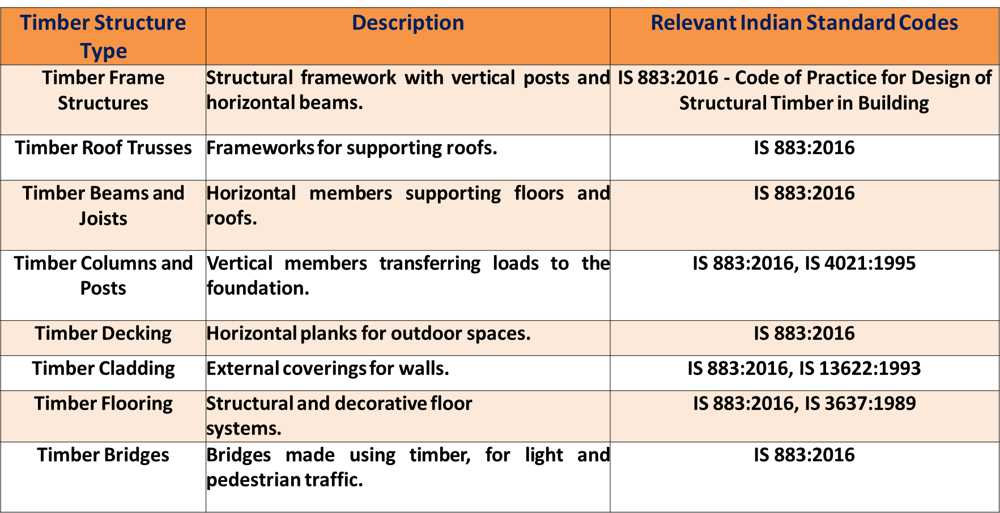 Timber Structure
Type
Description
Relevant Indian Standard Codes
Timber Frame
Structures
Structural framework with vertical posts and
horizontal beams.
IS 883:2016 - Code of Practice for Design of
Structural Timber in Building
Timber Roof Trusses
Frameworks for supporting roofs.
IS 883:2016
Timber Beams and
Joists
Horizontal members supporting floors and
roofs.
IS 883:2016
Timber Columns and
Posts
Vertical members transferring loads to the
foundation.
IS 883:2016, IS 4021:1995
Timber Decking
Horizontal planks for outdoor spaces.
IS 883:2016
Timber Cladding
External coverings for walls.
IS 883:2016, IS 13622:1993
Timber Flooring
Structural and decorative floor
systems.
IS 883:2016, IS 3637:1989
Timber Bridges
Bridges made using timber, for light and
pedestrian traffic.
IS 883:2016